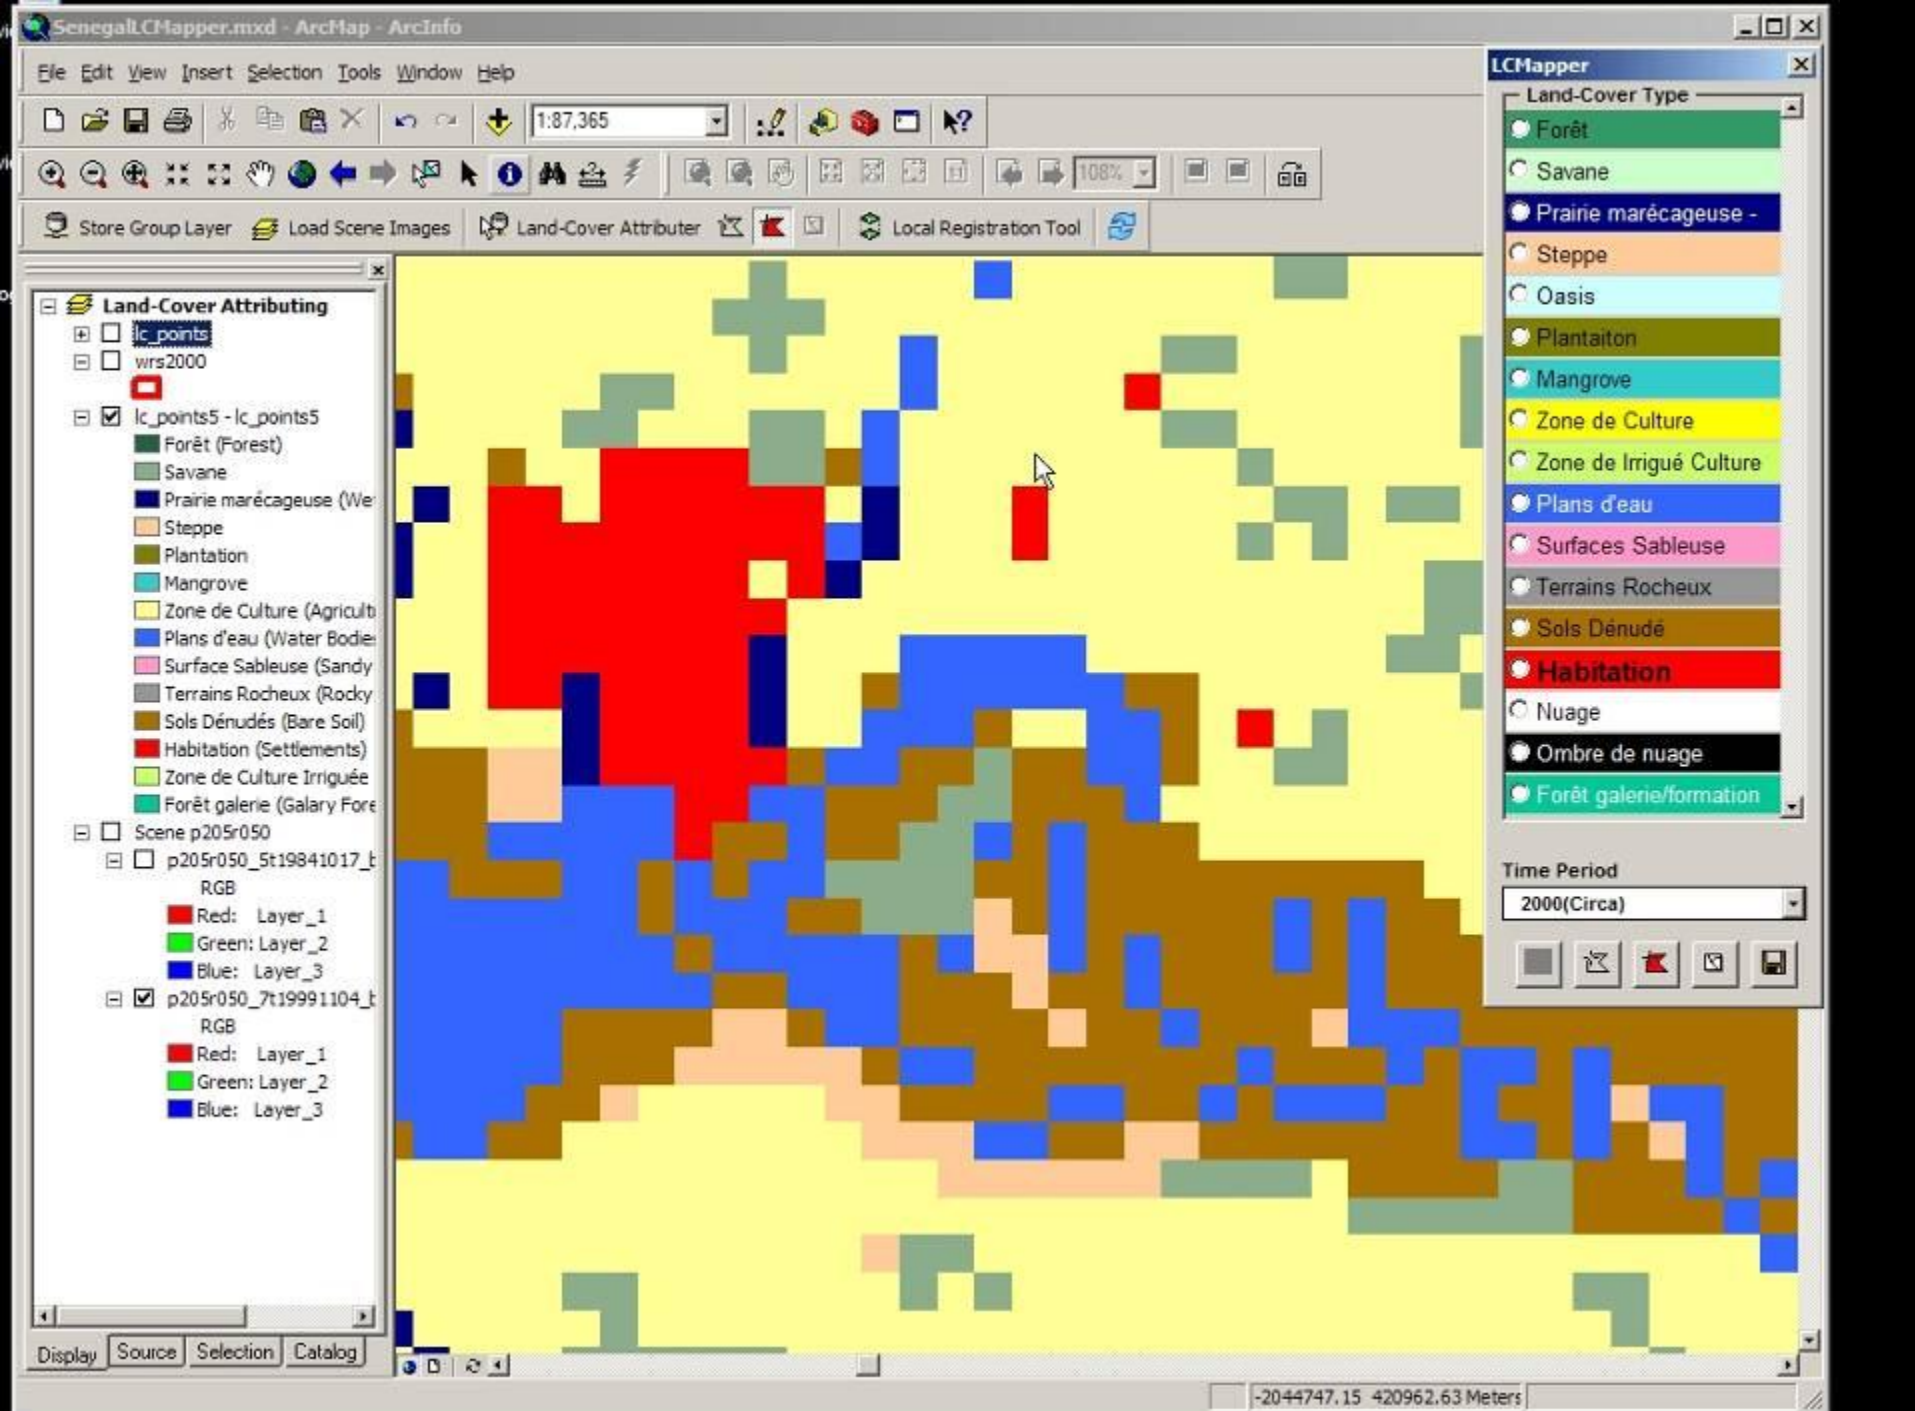 SenegalLCMapper.mxd - ArcMap - ArcInfo
File Edit View Insert Selection Tools Window Help
1:87,365
108%
Store Group Layer Load Scene Images Land-Cover Attributer Local Registration Tool
Land-Cover Attributing
lc_points
wrs2000
lc_points5 - lc_points5
Forêt (Forest)
Savane
Prairie marécageuse (We
Steppe
Plantation
Mangrove
Zone de Culture (Agricult
Plans d'eau (Water Bodie
Surface Sableuse (Sandy
Terrains Rocheux (Rocky
Sols Dénudés (Bare Soil)
Habitation (Settlements)
Zone de Culture Irriguée
Forêt galerie (Galary Fore
Scene p205r050
p205r050_5t19841017_b
RGB
Red: Layer_1
Green: Layer_2
Blue: Layer_3
p205r050_7t19991104_b
RGB
Red: Layer_1
Green: Layer_2
Blue: Layer_3
Display Source Selection Catalog
LCMapper
Land-Cover Type
Forêt
Savane
Prairie marécageuse -
Steppe
Oasis
Plantaiton
Mangrove
Zone de Culture
Zone de Irrigué Culture
Plans d'eau
Surfaces Sableuse
Terrains Rocheux
Sols Dénudé
Habitation
Nuage
Ombre de nuage
Forêt galerie/formation
Time Period
2000(Circa)
-2044747.15 420962.63 Meters